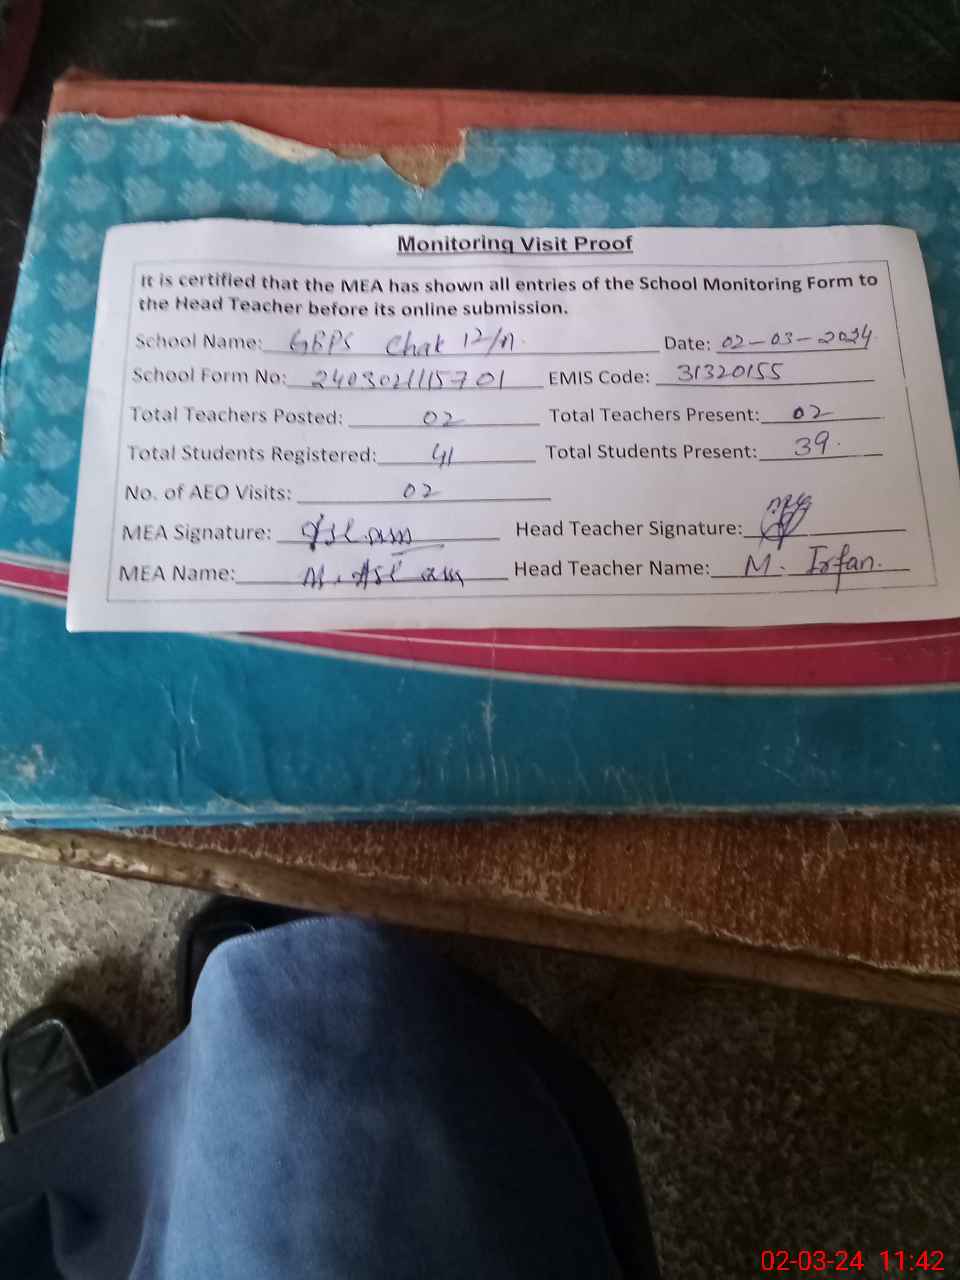 Monitoring Visit Proof
It is certified that the MEA has shown all entries of the School Monitoring Form to
the Head Teacher before its online submission.
School Name: GBPS Chak 12/n. Date: 02-03-2024
School Form No: 24030211115701 EMIS Code: 31320155
Total Teachers Posted: 02 Total Teachers Present: 02
Total Students Registered: 41 Total Students Present: 39.
No. of AEO Visits: 02
MEA Signature: Head Teacher Signature:
MEA Name: M. Aslam Head Teacher Name: M. Irfan.
02-03-24 11:42